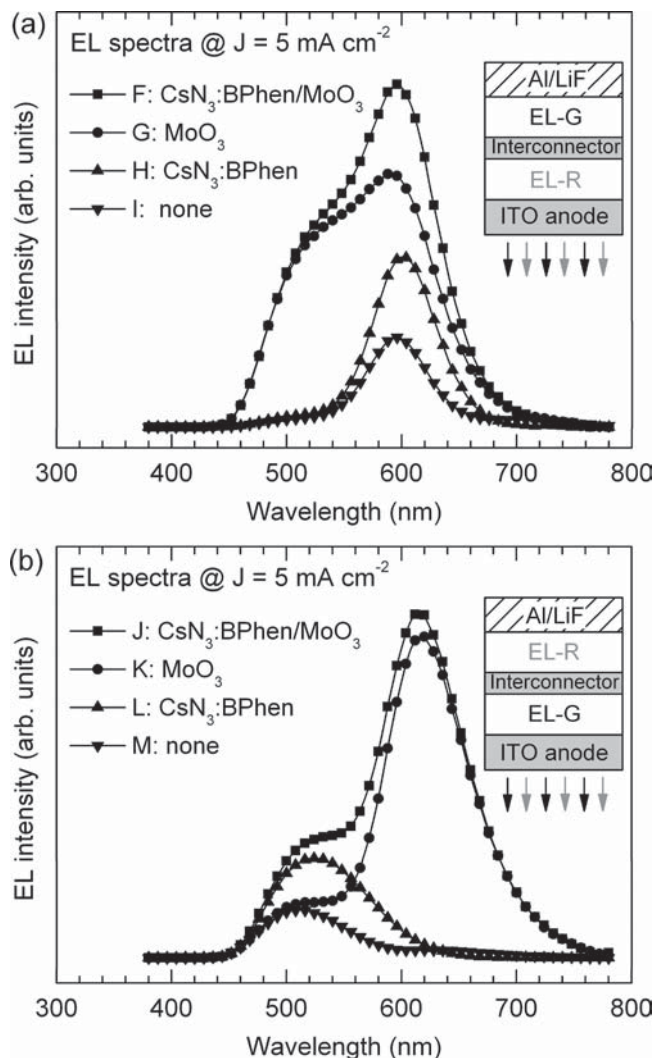 (a)
EL spectra @ J = 5 mA cm⁻²
F: CsN₃:BPhen/MoO₃
G: MoO₃
H: CsN₃:BPhen
I: none
Al/LiF
EL-G
Interconnector
EL-R
ITO anode
EL intensity (arb. units)
300 400 500 600 700 800
Wavelength (nm)
(b)
EL spectra @ J = 5 mA cm⁻²
J: CsN₃:BPhen/MoO₃
K: MoO₃
L: CsN₃:BPhen
M: none
Al/LiF
EL-R
Interconnector
EL-G
ITO anode
EL intensity (arb. units)
300 400 500 600 700 800
Wavelength (nm)